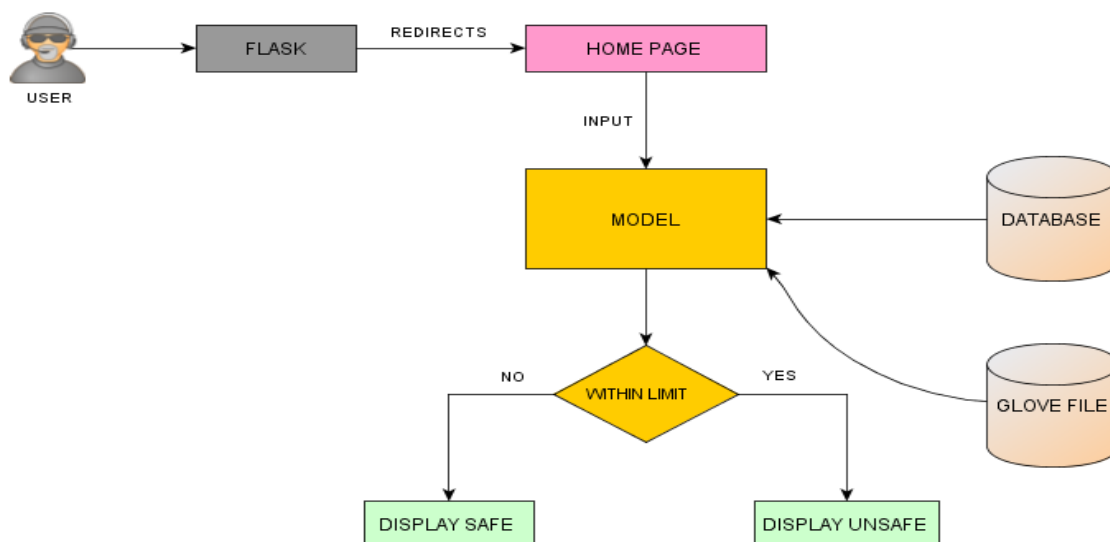 USER
FLASK
REDIRECTS
HOME PAGE
INPUT
MODEL
DATABASE
GLOVE FILE
WITHIN LIMIT
NO
YES
DISPLAY SAFE
DISPLAY UNSAFE